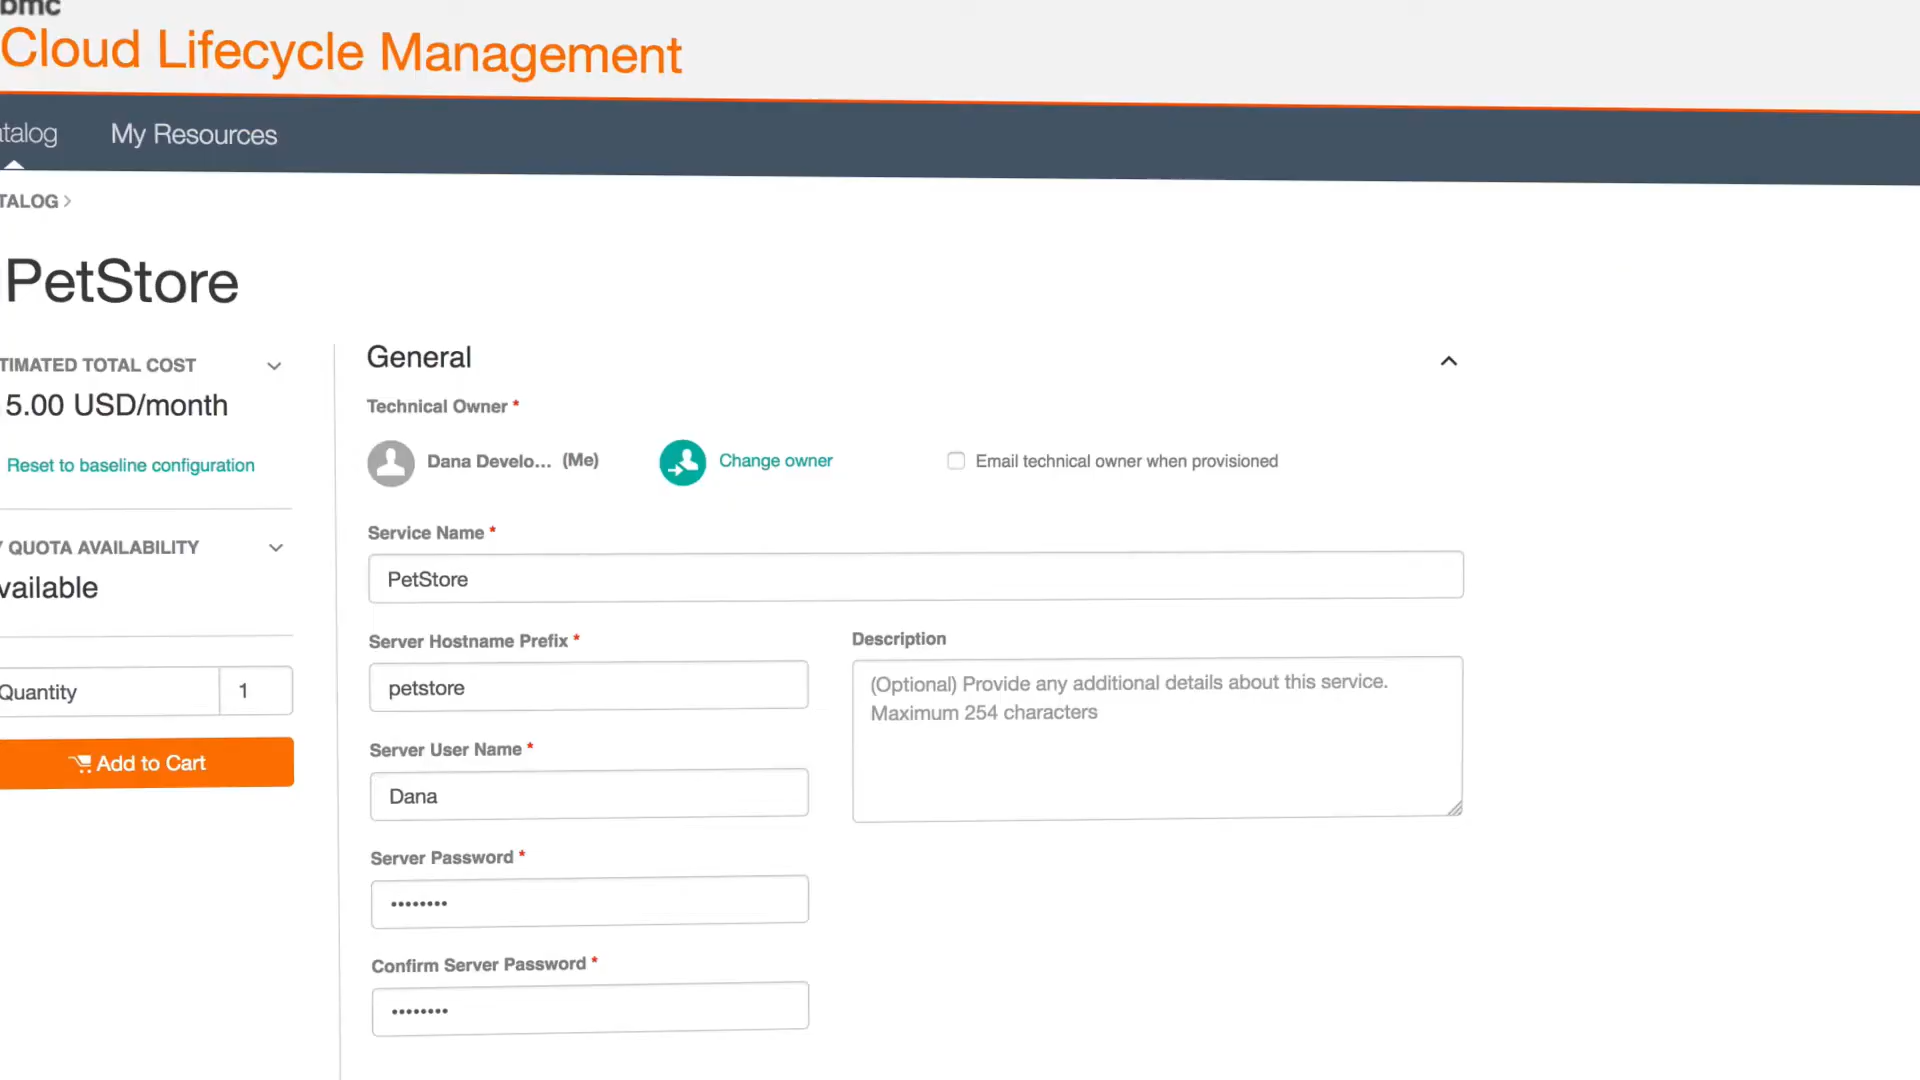 bmc
Cloud Lifecycle Management
atalog My Resources
TALOG >
PetStore
TIMATED TOTAL COST
5.00 USD/month
Reset to baseline configuration
Y QUOTA AVAILABILITY
vailable
Quantity 1
Add to Cart
General
Technical Owner *
Dana Develo... (Me) Change owner Email technical owner when provisioned
Service Name *
PetStore
Server Hostname Prefix *
petstore
Description
(Optional) Provide any additional details about this service.
Maximum 254 characters
Server User Name *
Dana
Server Password *
••••••••
Confirm Server Password *
••••••••